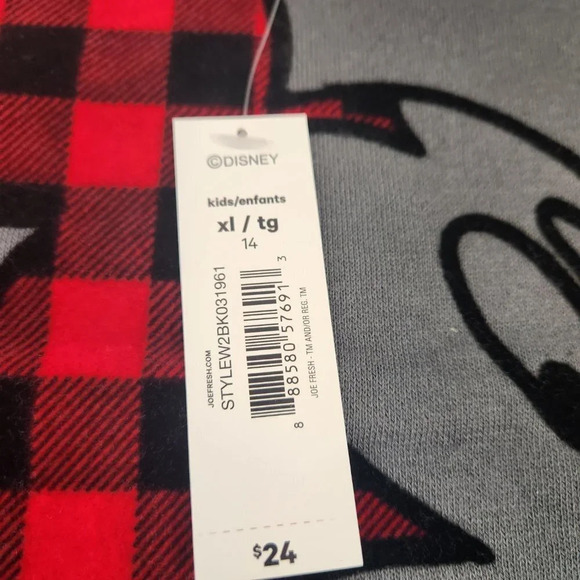 ©DISNEY
kids/enfants
xl / tg
14
JOEFRESH.COM
STYLEW2BK031961
8 88580 57691 3
JOE FRESH - TM AND/OR REG. TM
$24